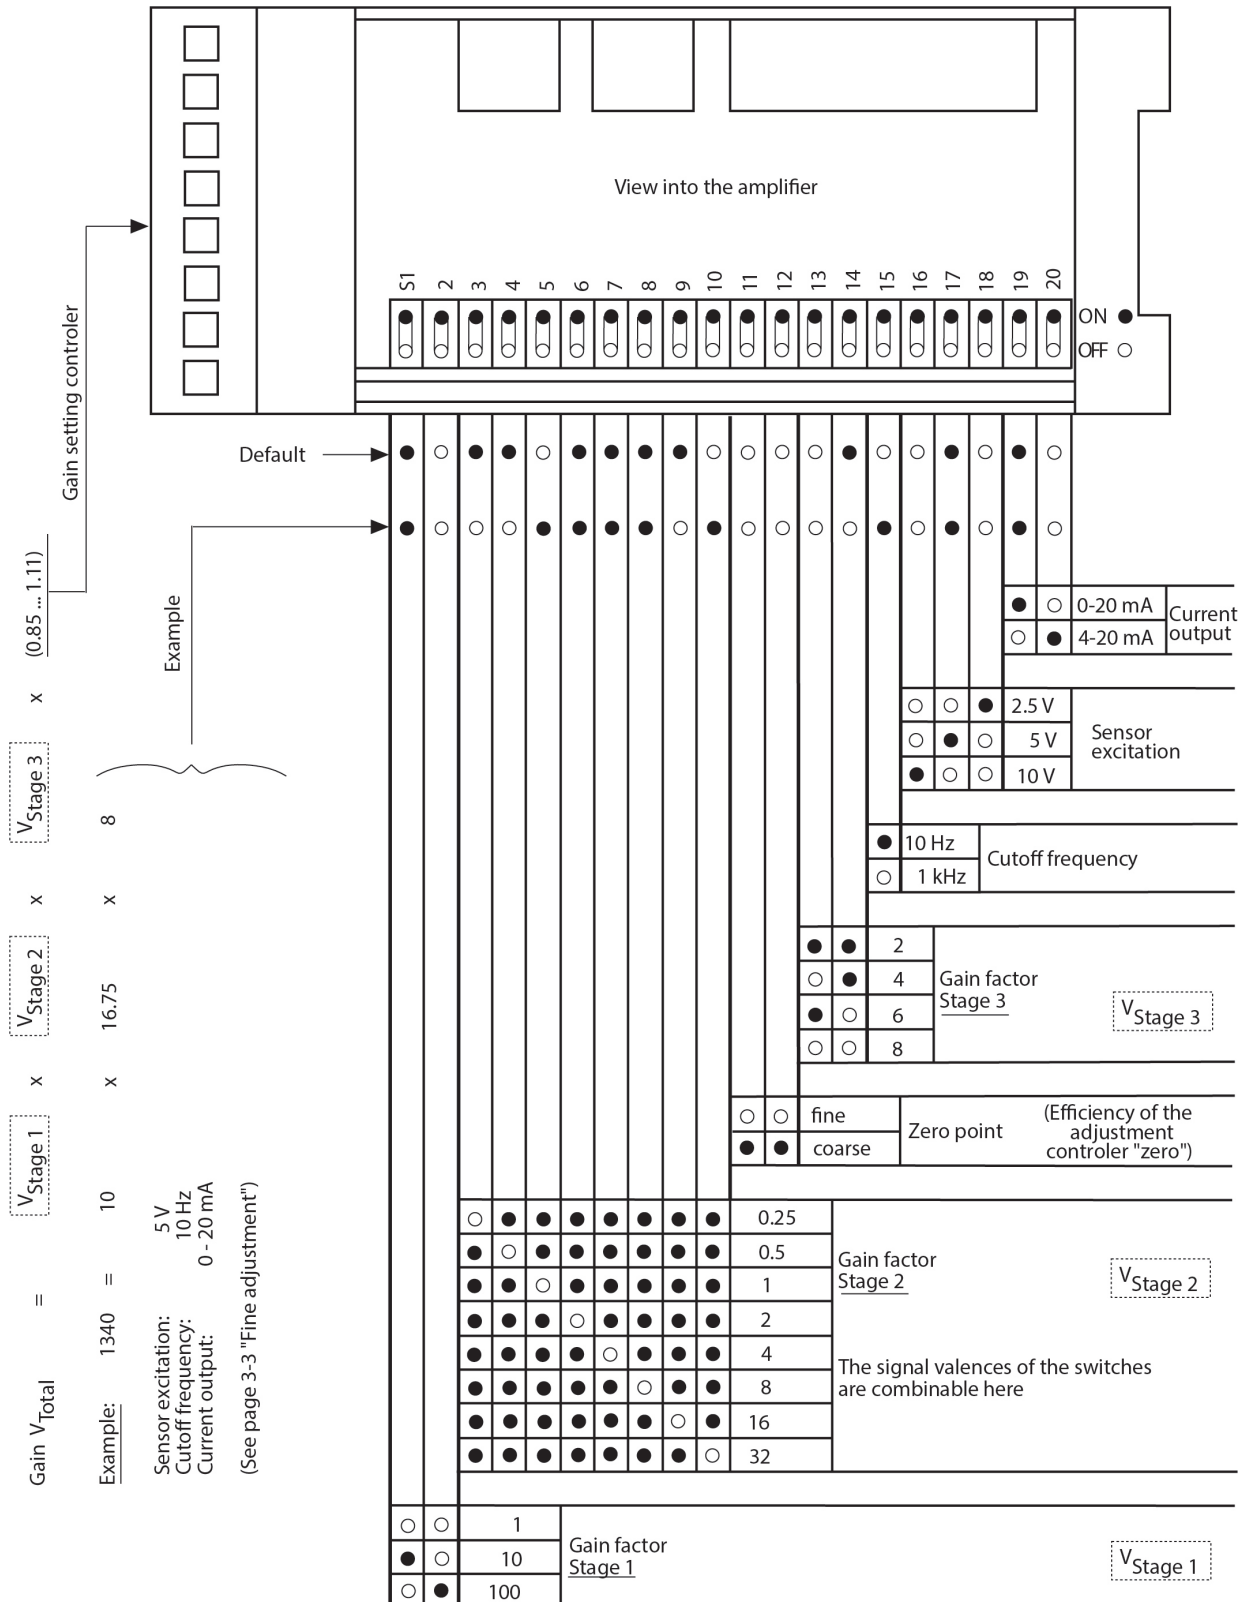 View into the amplifier
S1 2 3 4 5 6 7 8 9 10 11 12 13 14 15 16 17 18 19 20
ON
OFF
Gain setting controler
Default
Example
0-20 mA
4-20 mA
Current
output
2.5 V
5 V
10 V
Sensor
excitation
10 Hz
1 kHz
Cutoff frequency
2
4
6
8
Gain factor
Stage 3
VStage 3
fine
coarse
Zero point
(Efficiency of the
adjustment
controler "zero")
0.25
0.5
1
2
4
8
16
32
Gain factor
Stage 2
VStage 2
The signal valences of the switches
are combinable here
1
10
100
Gain factor
Stage 1
VStage 1
Gain VTotal = VStage 1 x VStage 2 x VStage 3 x (0.85 ... 1.11)
Example: 1340 = 10 x 16.75 x 8
Sensor excitation: 5 V
Cutoff frequency: 10 Hz
Current output: 0 - 20 mA
(See page 3-3 "Fine adjustment")